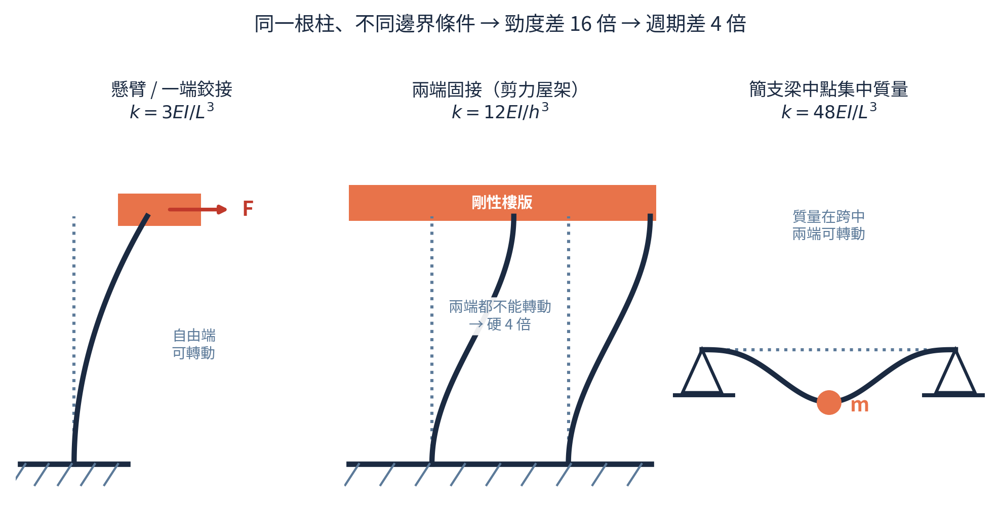 同一根柱、不同邊界條件 → 勁度差 16 倍 → 週期差 4 倍
懸臂 / 一端鉸接
k = 3EI/L³
兩端固接（剪力屋架）
k = 12EI/h³
簡支梁中點集中質量
k = 48EI/L³
F
自由端
可轉動
剛性樓版
兩端都不能轉動
→ 硬 4 倍
質量在跨中
兩端可轉動
m